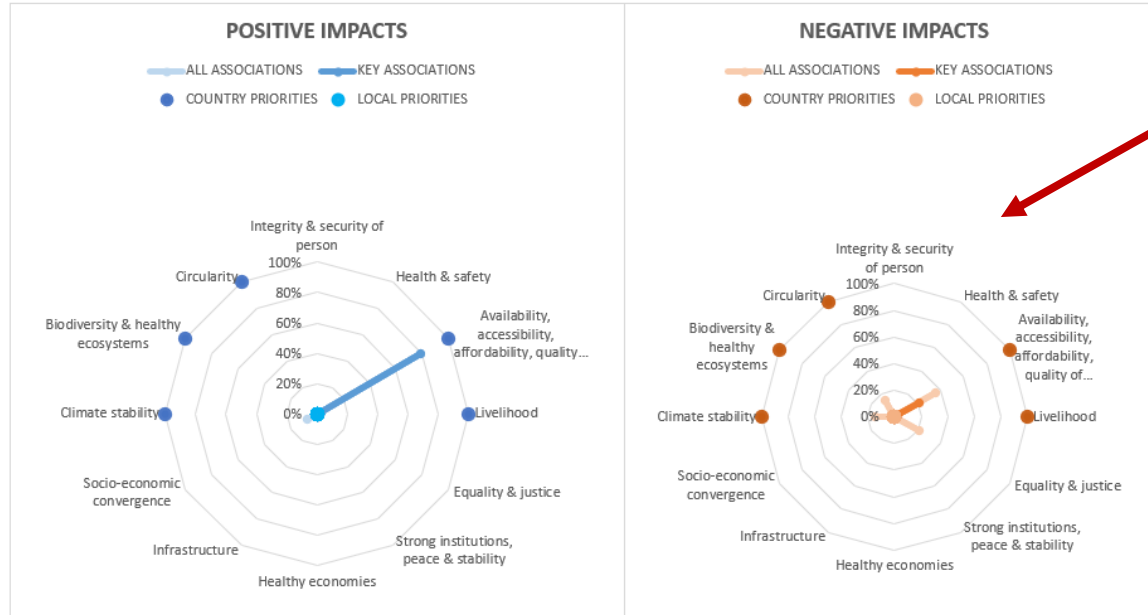 POSITIVE IMPACTS
ALL ASSOCIATIONS
KEY ASSOCIATIONS
COUNTRY PRIORITIES
LOCAL PRIORITIES
Integrity & security of
person
100%
80%
60%
40%
20%
0%
Health & safety
Availability,
accessibility,
affordability, quality...
Livelihood
Equality & justice
Strong institutions,
peace & stability
Healthy economies
Infrastructure
Socio-economic
convergence
Climate stability
Biodiversity & healthy
ecosystems
Circularity
NEGATIVE IMPACTS
ALL ASSOCIATIONS
KEY ASSOCIATIONS
COUNTRY PRIORITIES
LOCAL PRIORITIES
Integrity & security
of person
100%
80%
60%
40%
20%
0%
Health & safety
Availability,
accessibility,
affordability,
quality of...
Livelihood
Equality & justice
Strong institutions,
peace & stability
Healthy economies
Infrastructure
Socio-economic
convergence
Climate stability
Biodiversity &
healthy
ecosystems
Circularity